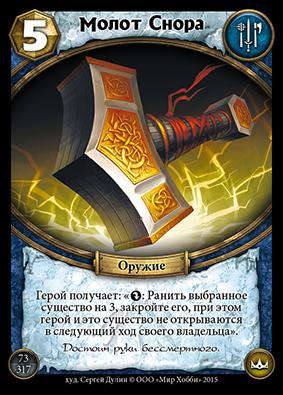 5
Молот Снора
Оружие
Герой получает: «: Ранить выбранное
существо на 3, закройте его, при этом
герой и это существо не открываются
в следующий ход своего владельца».
Достоин руки бессмертного.
73
317
худ. Сергей Дулин © ООО «Мир Хобби» 2015